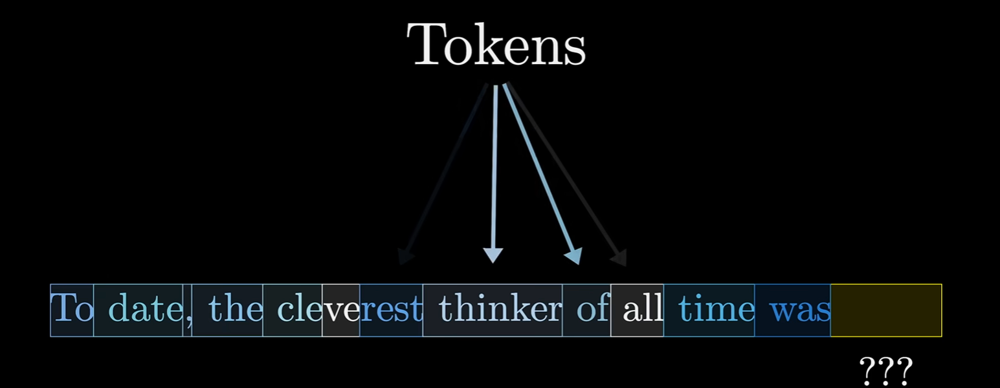 Tokens
To date, the cleverest thinker of all time was
???